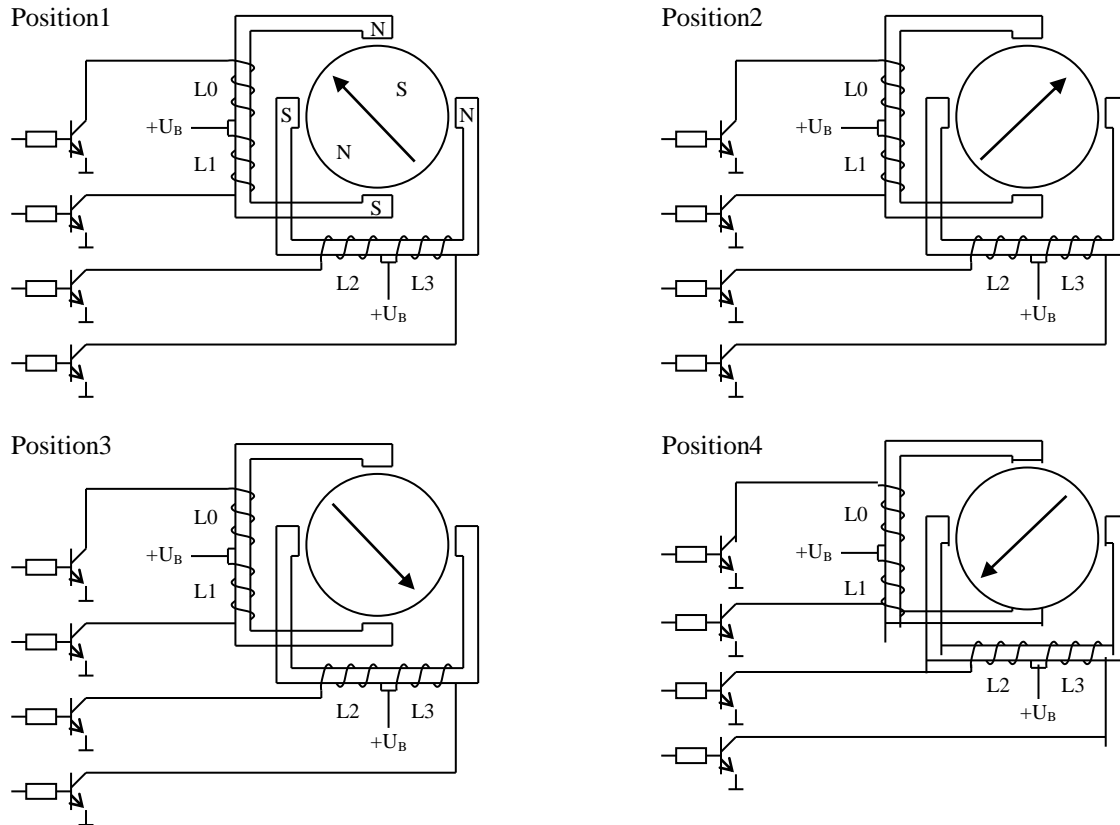 Position1
N
L0
S
S
N
+UB
N
L1
S
L2
L3
+UB
Position2
L0
+UB
L1
L2
L3
+UB
Position3
L0
+UB
L1
L2
L3
+UB
Position4
L0
+UB
L1
L2
L3
+UB